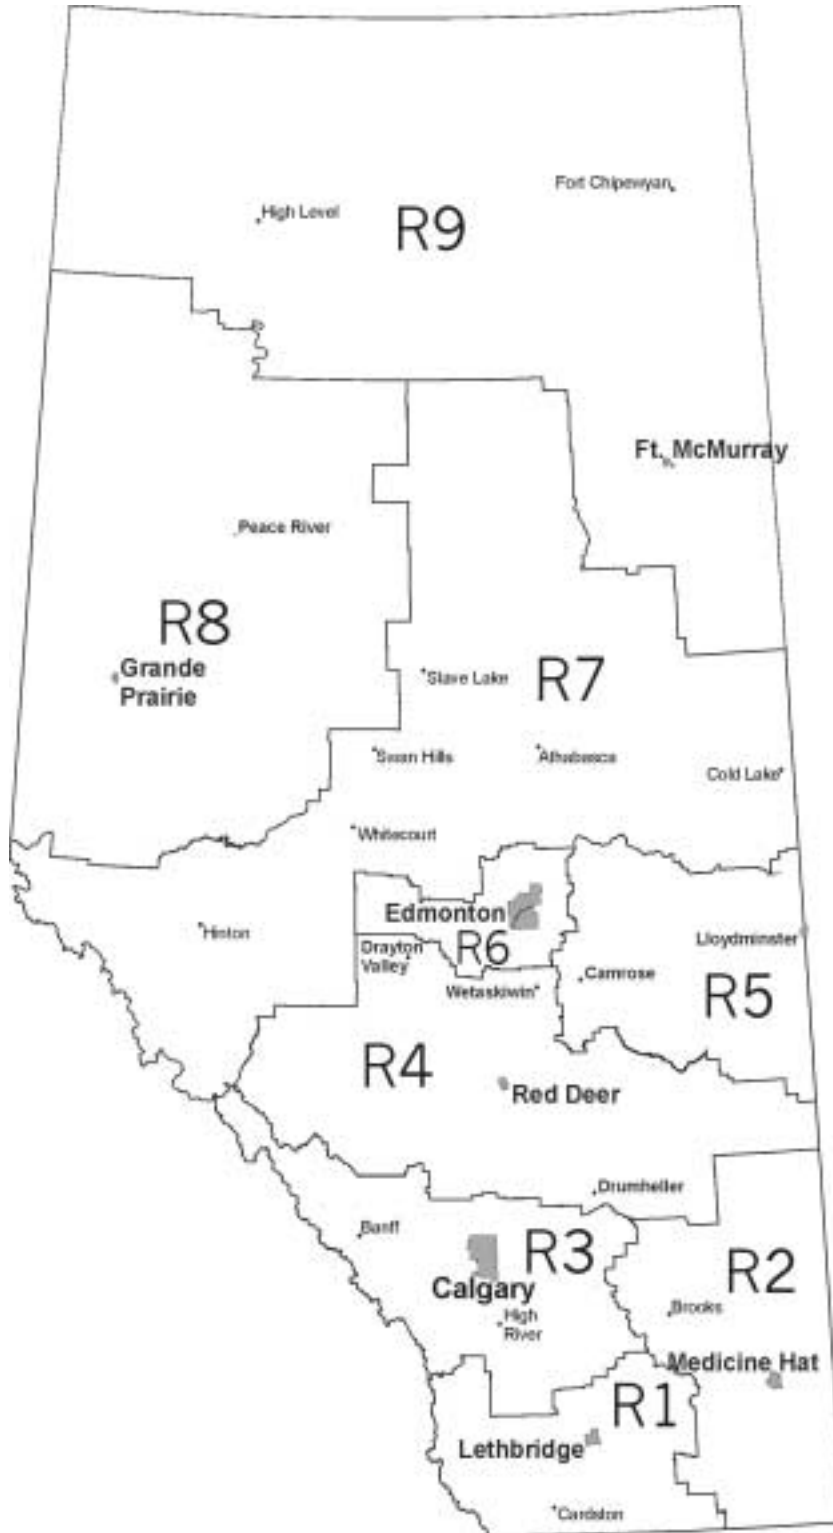 Fort Chipewyan
High Level
R9
Ft. McMurray
Peace River
R8
Grande
Prairie
Slave Lake
R7
Swan Hills
Athabasca
Cold Lake
Whitecourt
Edmonton
Hinton
R6
Drayton
Valley
Lloydminster
Camrose
Wetaskiwin
R5
R4
Red Deer
Drumheller
Banff
R3
R2
Calgary
High
River
Brooks
Medicine Hat
R1
Lethbridge
Cardston